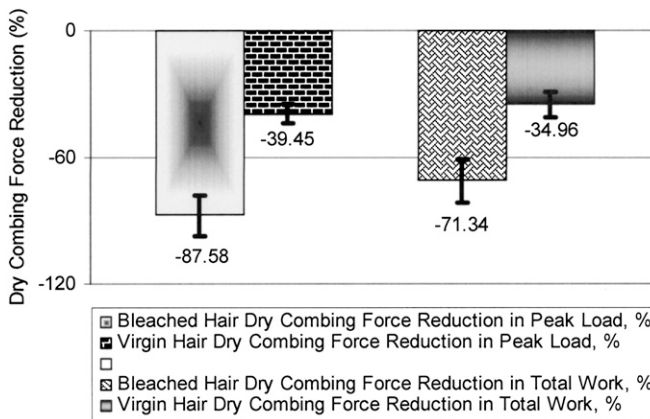 Dry Combing Force Reduction (%)
0
-60
-120
-39.45
-34.96
-71.34
-87.58
Bleached Hair Dry Combing Force Reduction in Peak Load, %
Virgin Hair Dry Combing Force Reduction in Peak Load, %
Bleached Hair Dry Combing Force Reduction in Total Work, %
Virgin Hair Dry Combing Force Reduction in Total Work, %